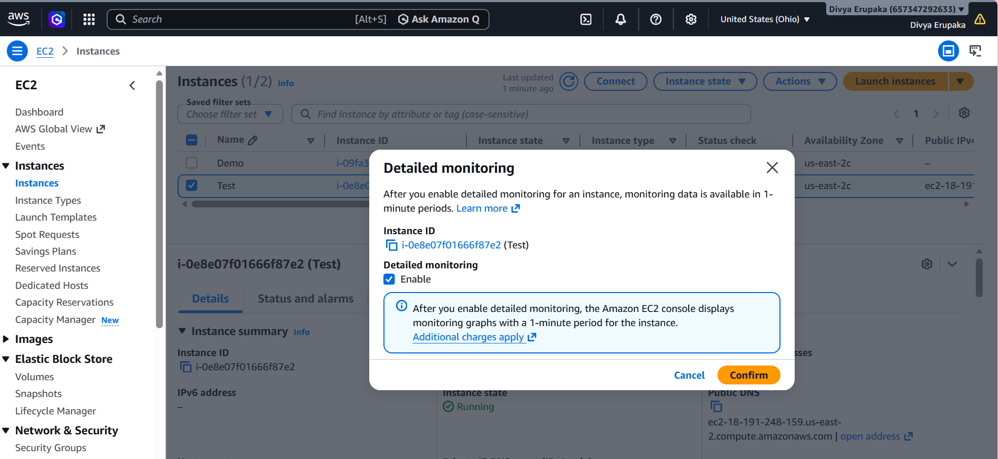 aws
Search
[Alt+S]
Ask Amazon Q
United States (Ohio)
Divya Erupaka (657347292633)
Divya Erupaka
EC2
Instances
EC2
Dashboard
AWS Global View
Events
Instances
Instances
Instance Types
Launch Templates
Spot Requests
Savings Plans
Reserved Instances
Dedicated Hosts
Capacity Reservations
Capacity Manager New
Images
Elastic Block Store
Volumes
Snapshots
Lifecycle Manager
Network & Security
Security Groups
Instances (1/2) Info
Last updated
1 minute ago
Connect
Instance state
Actions
Launch instances
Saved filter sets
Choose filter set
Find Instance by attribute or tag (case-sensitive)
1
Name
Instance ID
Instance state
Instance type
Status check
Availability Zone
Public IPv4
Demo
i-09fa3
us-east-2c
–
Test
i-0e8e0
us-east-2c
ec2-18-191
Detailed monitoring
After you enable detailed monitoring for an instance, monitoring data is available in 1-
minute periods. Learn more
Instance ID
i-0e8e07f01666f87e2 (Test)
Detailed monitoring
Enable
After you enable detailed monitoring, the Amazon EC2 console displays
monitoring graphs with a 1-minute period for the instance.
Additional charges apply
Cancel
Confirm
i-0e8e07f01666f87e2 (Test)
Details
Status and alarms
Instance summary Info
Instance ID
i-0e8e07f01666f87e2
IPv6 address
–
Instance state
Running
Public DNS
ec2-18-191-248-159.us-east-
2.compute.amazonaws.com | open address